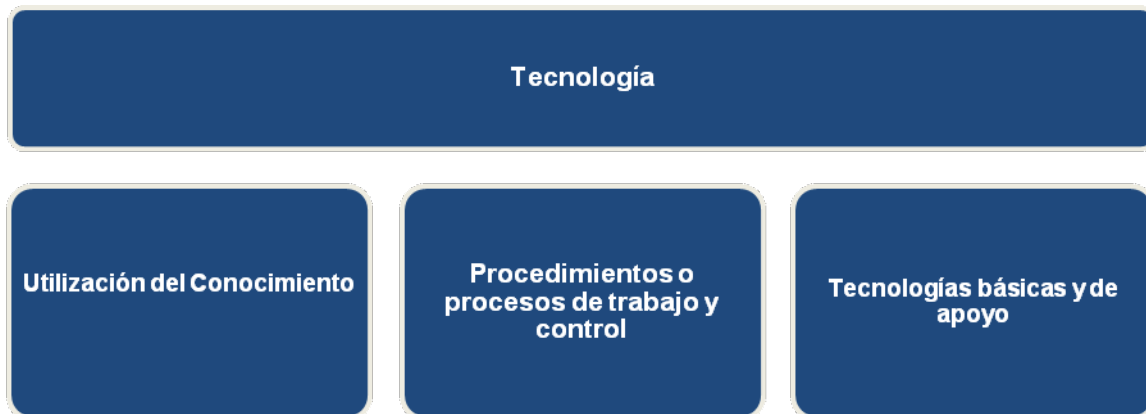 Tecnología
Utilización del Conocimiento
Procedimientos o
procesos de trabajo y
control
Tecnologías básicas y de
apoyo